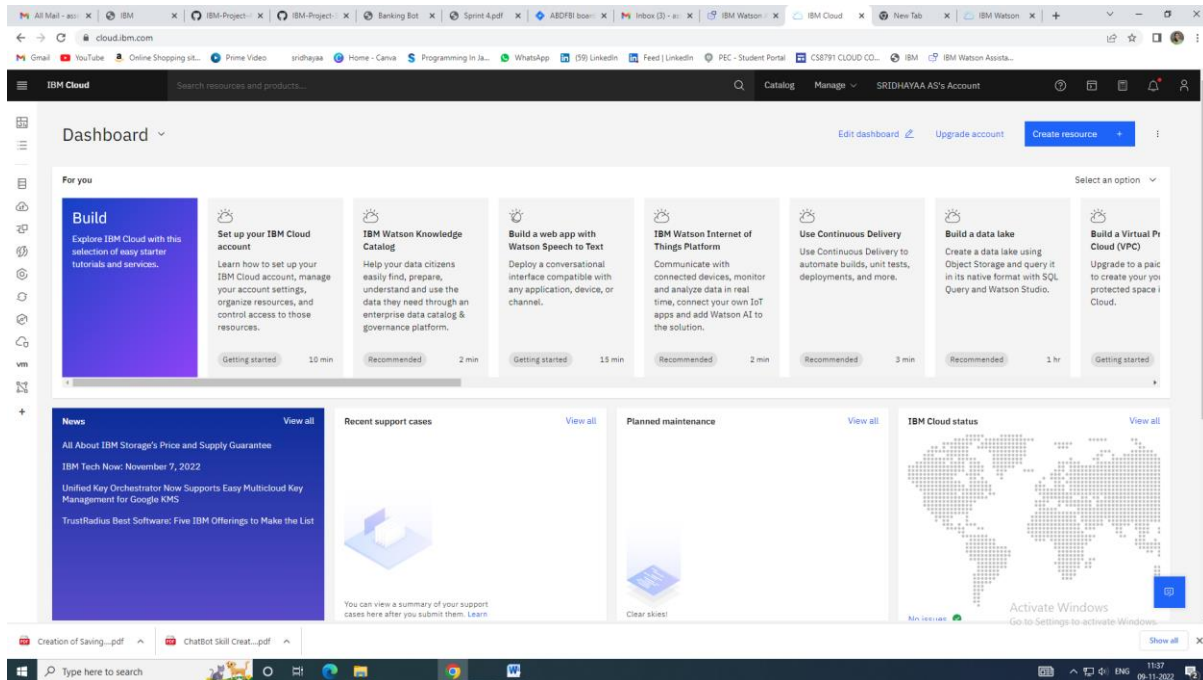 All Mail - assi
IBM
IBM-Project-
IBM-Project-
Banking Bot
Sprint 4.pdf
ABDFBI board
Inbox (3) - as
IBM Watson
IBM Cloud
New Tab
IBM Watson
cloud.ibm.com
Gmail
YouTube
Online Shopping sit...
Prime Video
sridhayaa
Home - Canva
Programming In Ja...
WhatsApp
(59) LinkedIn
Feed | LinkedIn
PEC - Student Portal
CS8791 CLOUD CO...
IBM
IBM Watson Assista...
IBM Cloud
Search resources and products...
Catalog
Manage
SRIDHAYAA AS's Account
Dashboard
Edit dashboard
Upgrade account
Create resource +
For you
Select an option
Build
Explore IBM Cloud with this
selection of easy starter
tutorials and services.
Set up your IBM Cloud
account
Learn how to set up your
IBM Cloud account, manage
your account settings,
organize resources, and
control access to those
resources.
Getting started
10 min
IBM Watson Knowledge
Catalog
Help your data citizens
easily find, prepare,
understand and use the
data they need through an
enterprise data catalog &
governance platform.
Recommended
2 min
Build a web app with
Watson Speech to Text
Deploy a conversational
interface compatible with
any application, device, or
channel.
Getting started
15 min
IBM Watson Internet of
Things Platform
Communicate with
connected devices, monitor
and analyze data in real
time, connect your own IoT
apps and add Watson AI to
the solution.
Recommended
2 min
Use Continuous Delivery
Use Continuous Delivery to
automate builds, unit tests,
deployments, and more.
Recommended
3 min
Build a data lake
Create a data lake using
Object Storage and query it
in its native format with SQL
Query and Watson Studio.
Recommended
1 hr
Build a Virtual Pr
Cloud (VPC)
Upgrade to a paid
to create your you
protected space i
Cloud.
Getting started
vm
News
View all
All About IBM Storage's Price and Supply Guarantee
IBM Tech Now: November 7, 2022
Unified Key Orchestrator Now Supports Easy Multicloud Key
Management for Google KMS
TrustRadius Best Software: Five IBM Offerings to Make the List
Recent support cases
View all
You can view a summary of your support
cases here after you submit them. Learn
Planned maintenance
View all
Clear skies!
IBM Cloud status
View all
No issues
Activate Windows
Go to Settings to activate Windows.
Creation of Saving....pdf
ChatBot Skill Creat....pdf
Show all
Type here to search
ENG
11:37
09-11-2022